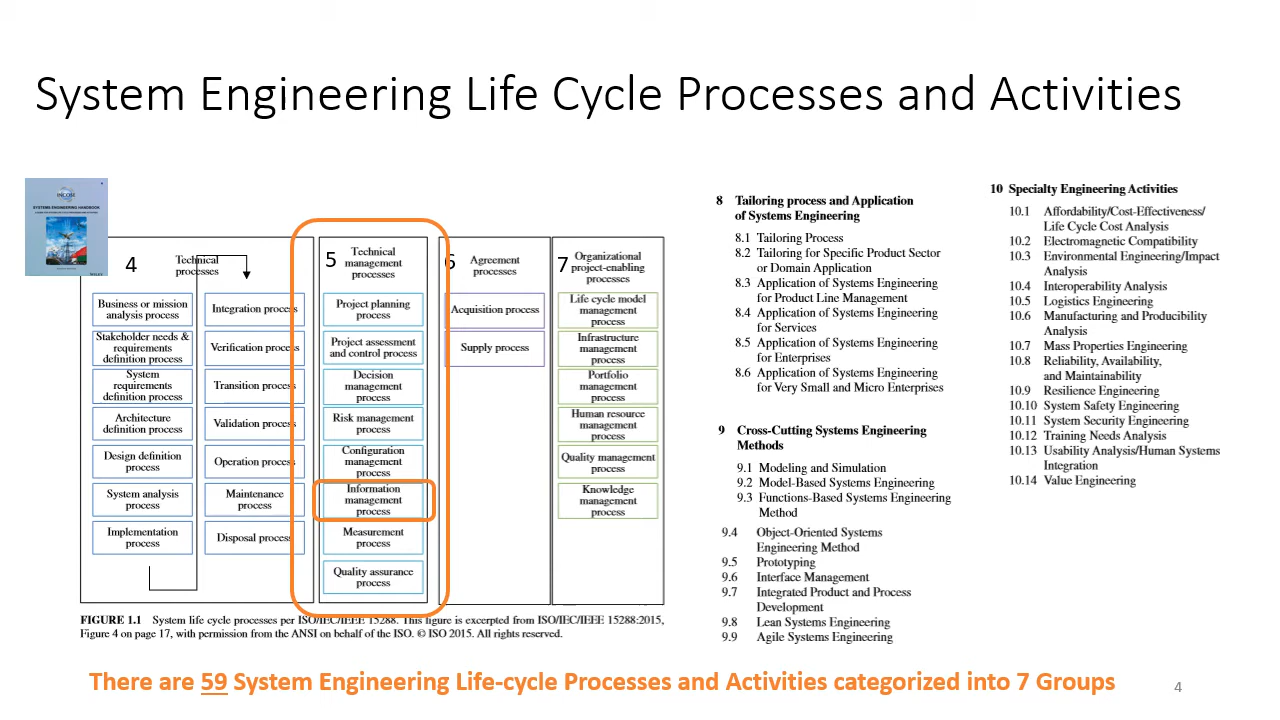 System Engineering Life Cycle Processes and Activities
INCOSE
SYSTEMS ENGINEERING HANDBOOK
WILEY
4
Technical
processes
Business or mission
analysis process
Stakeholder needs &
requirements
definition process
System
requirements
definition process
Architecture
definition process
Design definition
process
System analysis
process
Implementation
process
Integration process
Verification process
Transition process
Validation process
Operation process
Maintenance
process
Disposal process
5
Technical
management
processes
Project planning
process
Project assessment
and control process
Decision
management
process
Risk management
process
Configuration
management
process
Information
management
process
Measurement
process
Quality assurance
process
6
Agreement
processes
Acquisition process
Supply process
7
Organizational
project-enabling
processes
Life cycle model
management
process
Infrastructure
management
process
Portfolio
management
process
Human resource
management
process
Quality management
process
Knowledge
management
process
FIGURE 1.1 System life cycle processes per ISO/IEC/IEEE 15288. This figure is excerpted from ISO/IEC/IEEE 15288:2015,
Figure 4 on page 17, with permission from the ANSI on behalf of the ISO. © ISO 2015. All rights reserved.
8 Tailoring process and Application
of Systems Engineering
8.1 Tailoring Process
8.2 Tailoring for Specific Product Sector
or Domain Application
8.3 Application of Systems Engineering
for Product Line Management
8.4 Application of Systems Engineering
for Services
8.5 Application of Systems Engineering
for Enterprises
8.6 Application of Systems Engineering
for Very Small and Micro Enterprises
9 Cross-Cutting Systems Engineering
Methods
9.1 Modeling and Simulation
9.2 Model-Based Systems Engineering
9.3 Functions-Based Systems Engineering
Method
9.4 Object-Oriented Systems
Engineering Method
9.5 Prototyping
9.6 Interface Management
9.7 Integrated Product and Process
Development
9.8 Lean Systems Engineering
9.9 Agile Systems Engineering
10 Specialty Engineering Activities
10.1 Affordability/Cost-Effectiveness/
Life Cycle Cost Analysis
10.2 Electromagnetic Compatibility
10.3 Environmental Engineering/Impact
Analysis
10.4 Interoperability Analysis
10.5 Logistics Engineering
10.6 Manufacturing and Producibility
Analysis
10.7 Mass Properties Engineering
10.8 Reliability, Availability,
and Maintainability
10.9 Resilience Engineering
10.10 System Safety Engineering
10.11 System Security Engineering
10.12 Training Needs Analysis
10.13 Usability Analysis/Human Systems
Integration
10.14 Value Engineering
There are 59 System Engineering Life-cycle Processes and Activities categorized into 7 Groups
4